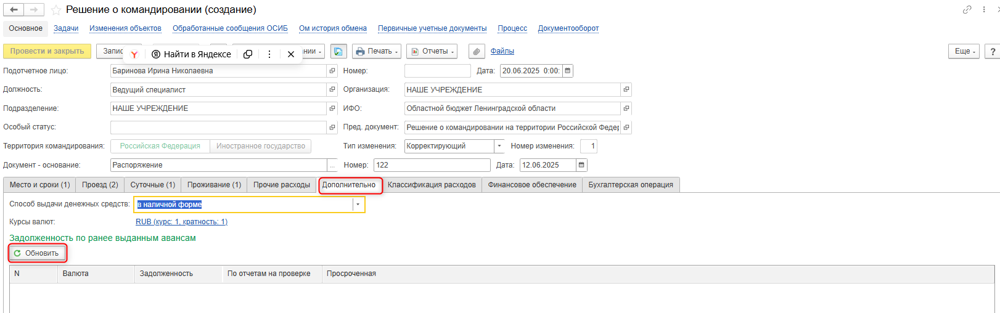 Решение о командировании (создание)
Основное Задачи Изменения объектов Обработанные сообщения ОСИБ Ом история обмена Первичные учетные документы Процесс Документооборот
Провести и закрыть Найти в Яндексе Печать Отчеты Файлы Еще ?
Подотчетное лицо: Баринова Ирина Николаевна Номер: Дата: 20.06.2025 0:00:
Должность: Ведущий специалист Организация: НАШЕ УЧРЕЖДЕНИЕ
Подразделение: НАШЕ УЧРЕЖДЕНИЕ ИФО: Областной бюджет Ленинградской области
Особый статус: Пред. документ: Решение о командировании на территории Российской Федер
Территория командирования: Российская Федерация Иностранное государство Тип изменения: Корректирующий Номер изменения: 1
Документ - основание: Распоряжение ... Номер: 122 Дата: 12.06.2025
Место и сроки (1) Проезд (2) Суточные (1) Проживание (1) Прочие расходы Дополнительно Классификация расходов Финансовое обеспечение Бухгалтерская операция
Способ выдачи денежных средств: в наличной форме
Курсы валют: RUB (курс: 1, кратность: 1)
Задолженность по ранее выданным авансам
Обновить
N Валюта Задолженность По отчетам на проверке Просроченная